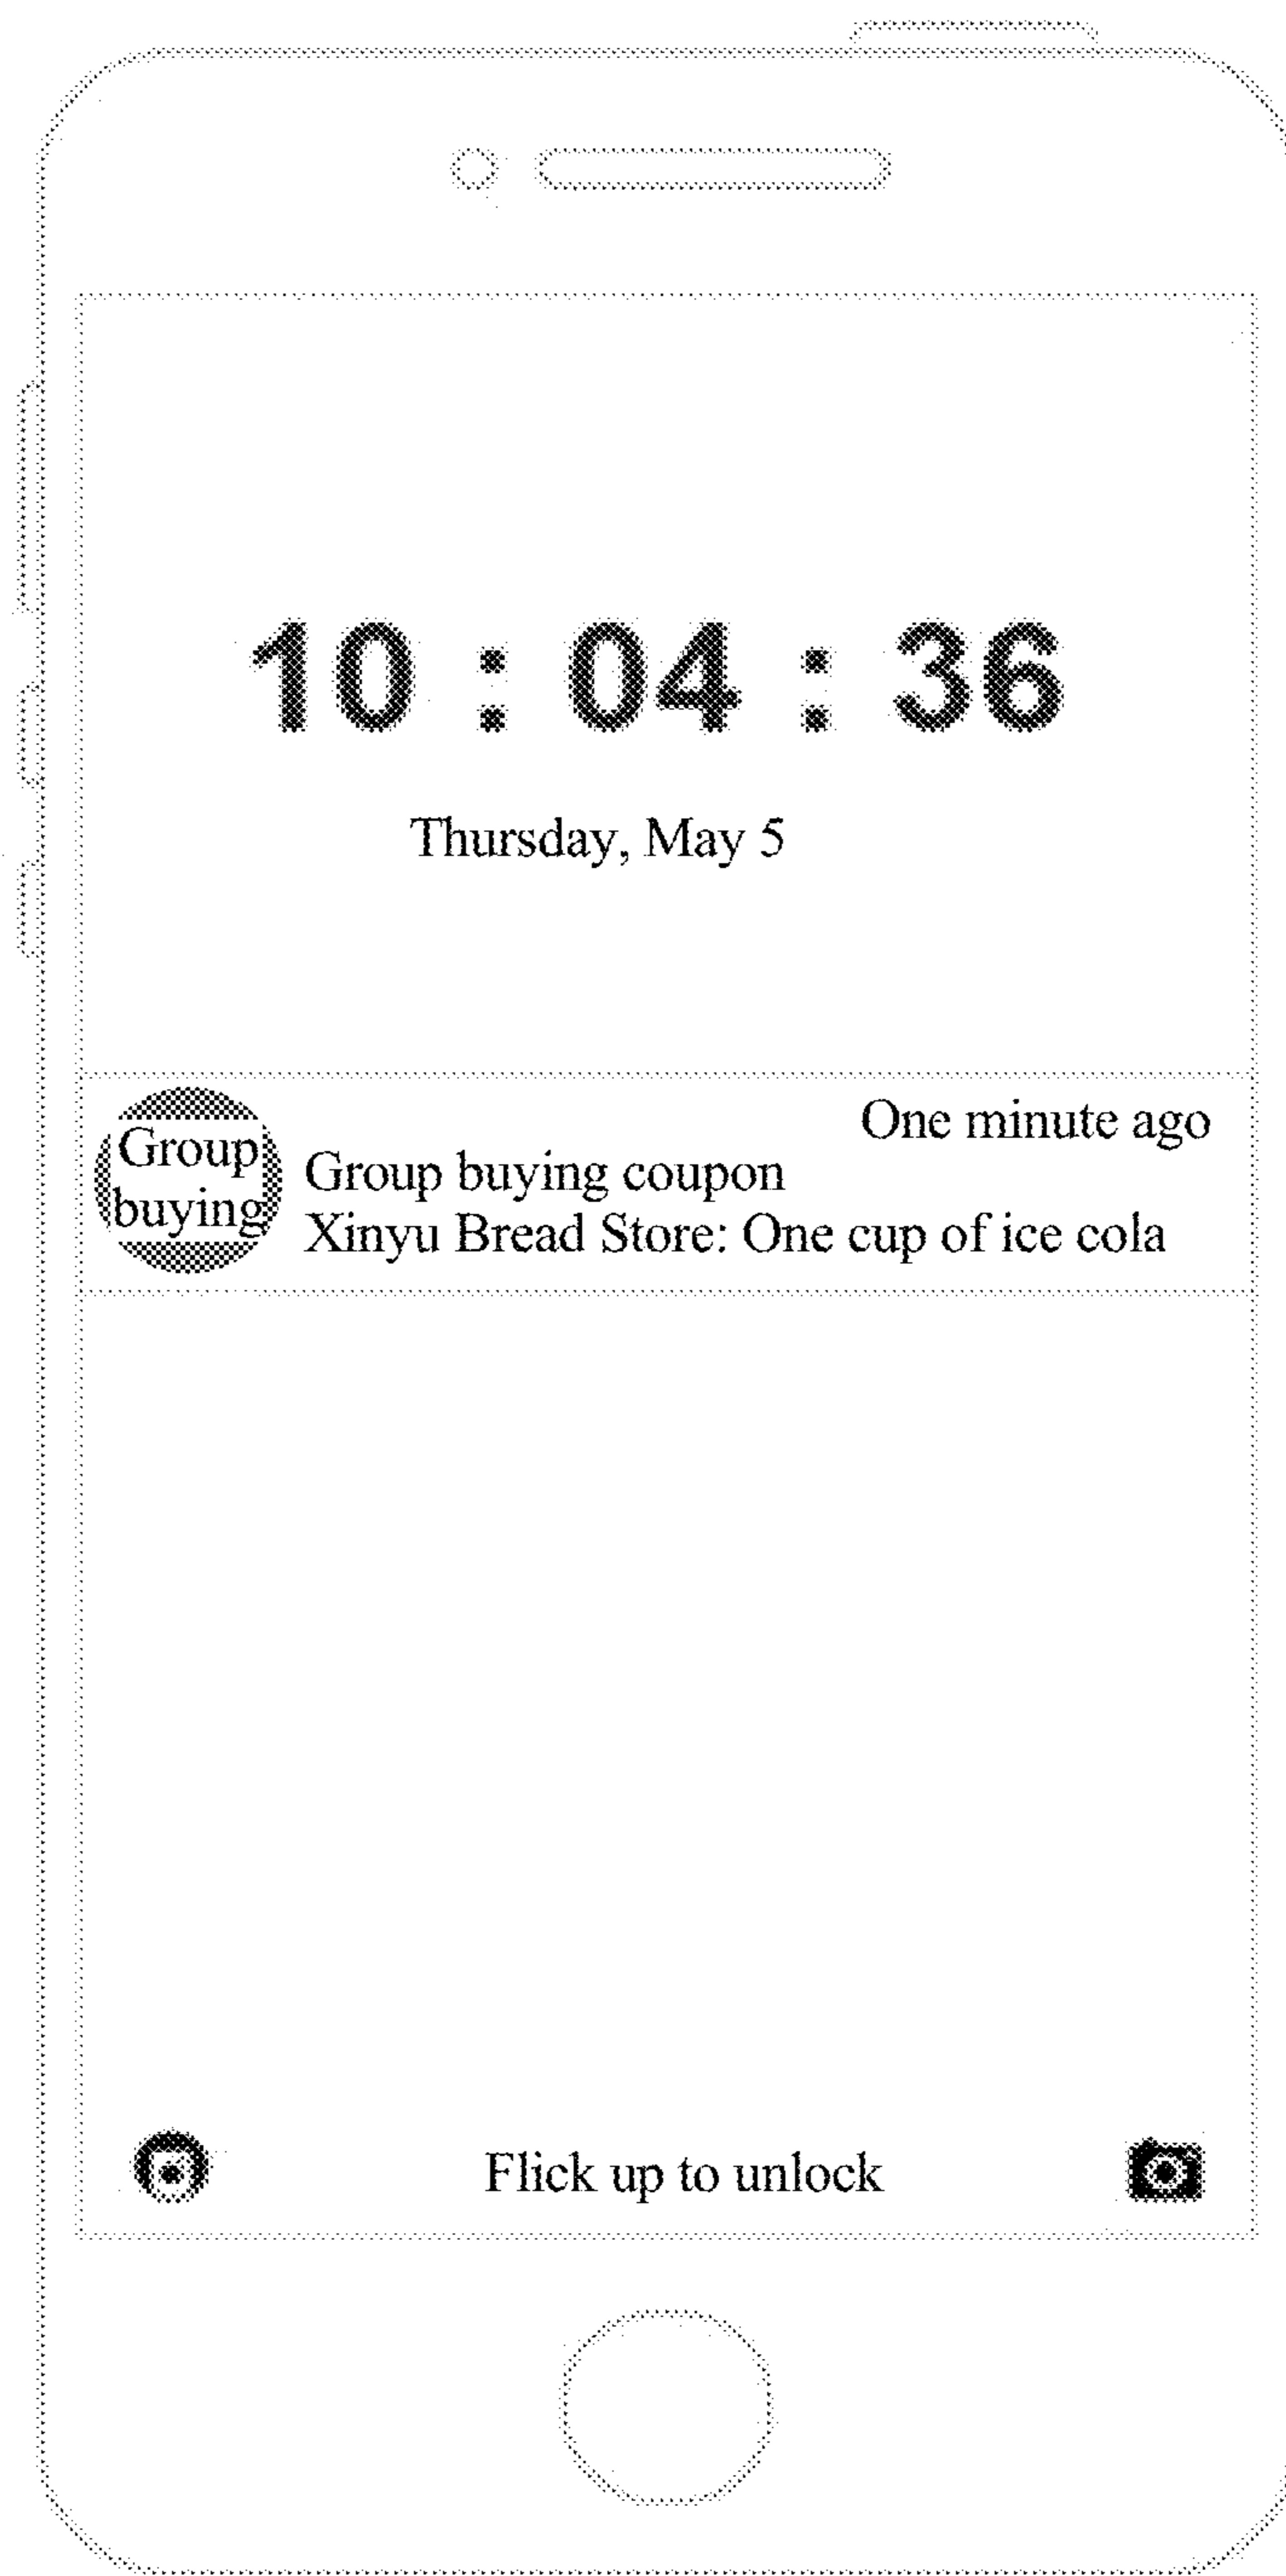 10 : 04 : 36
Thursday, May 5
One minute ago
Group
buying
Group buying coupon
Xinyu Bread Store: One cup of ice cola
Flick up to unlock